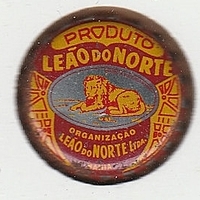 PRODUTO
LEÃO DO NORTE
ORGANIZAÇÃO
LEÃO DO NORTE LTDA.